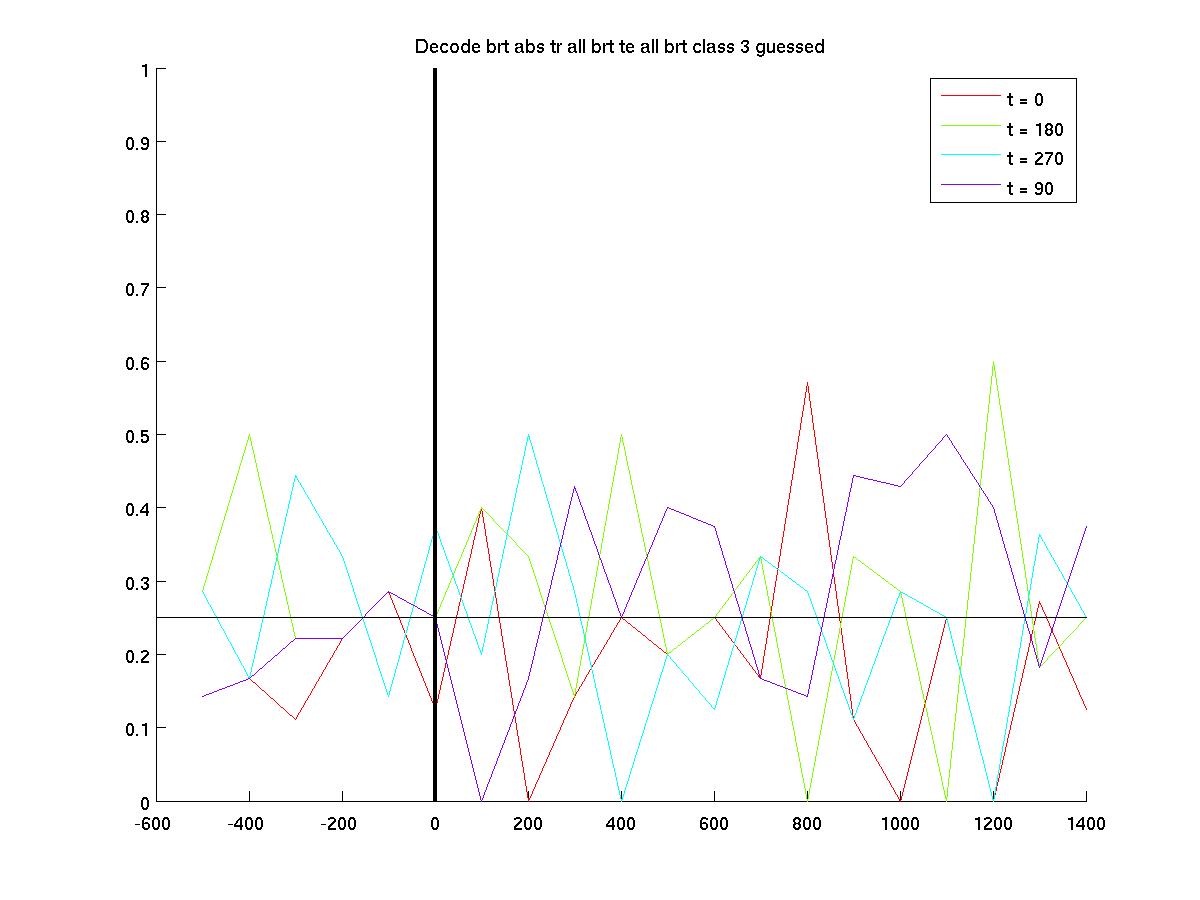 Decode brt abs tr all brt te all brt class 3 guessed
t = 0
t = 180
t = 270
t = 90
1
0.9
0.8
0.7
0.6
0.5
0.4
0.3
0.2
0.1
0
-600 -400 -200 0 200 400 600 800 1000 1200 1400